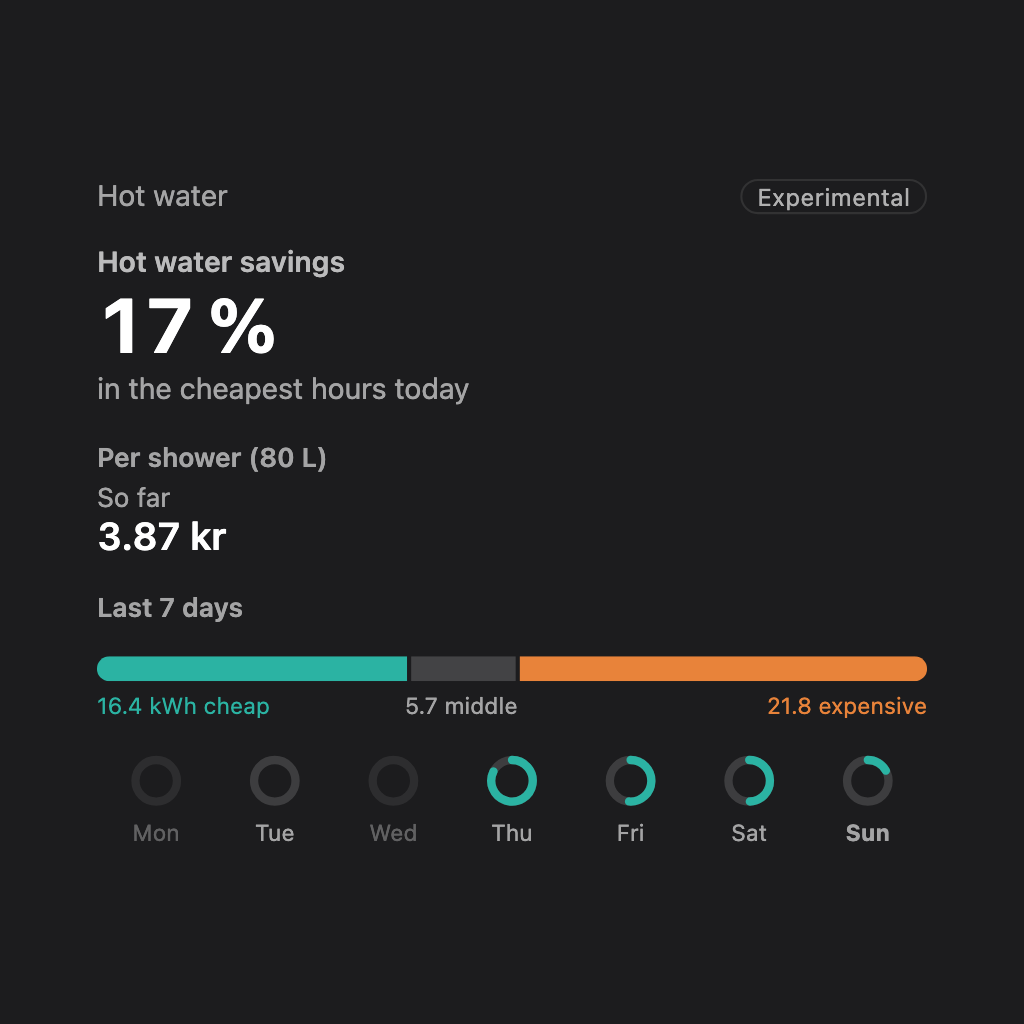 Hot water
Experimental
Hot water savings
17 %
in the cheapest hours today
Per shower (80 L)
So far
3.87 kr
Last 7 days
16.4 kWh cheap
5.7 middle
21.8 expensive
Mon
Tue
Wed
Thu
Fri
Sat
Sun